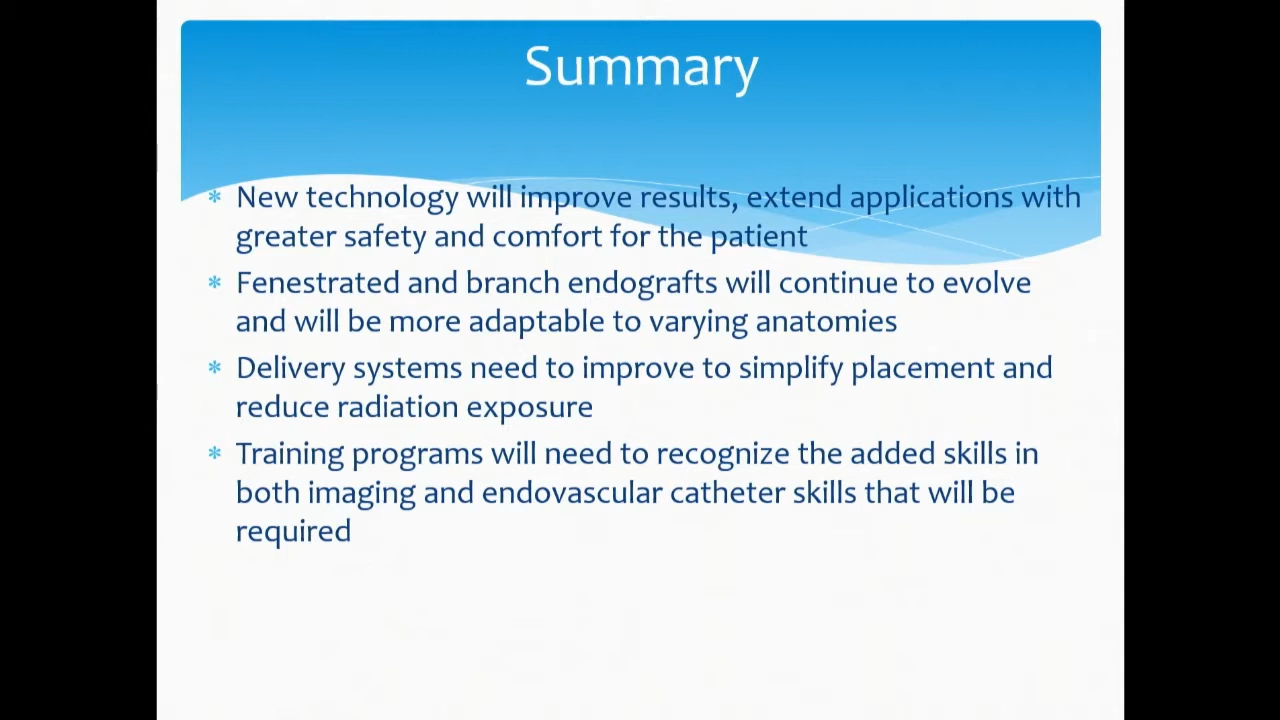 Summary
* New technology will improve results, extend applications with
greater safety and comfort for the patient
* Fenestrated and branch endografts will continue to evolve
and will be more adaptable to varying anatomies
* Delivery systems need to improve to simplify placement and
reduce radiation exposure
* Training programs will need to recognize the added skills in
both imaging and endovascular catheter skills that will be
required